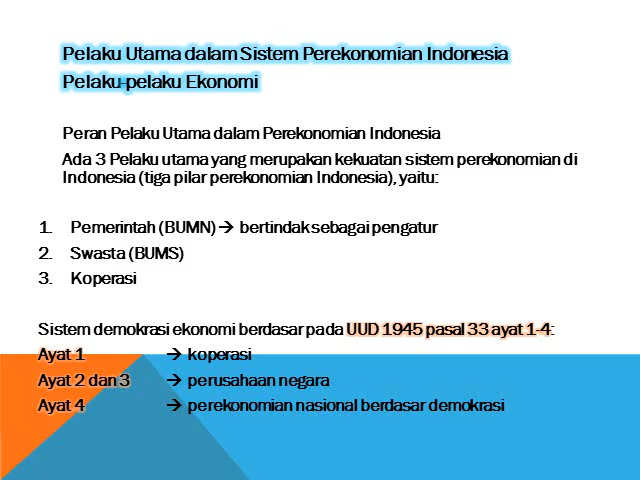 Pelaku Utama dalam Sistem Perekonomian Indonesia
Pelaku-pelaku Ekonomi
Peran Pelaku Utama dalam Perekonomian Indonesia
Ada 3 Pelaku utama yang merupakan kekuatan sistem perekonomian di
Indonesia (tiga pilar perekonomian Indonesia), yaitu:
1. Pemerintah (BUMN) → bertindak sebagai pengatur
2. Swasta (BUMS)
3. Koperasi
Sistem demokrasi ekonomi berdasar pada UUD 1945 pasal 33 ayat 1-4:
Ayat 1 → koperasi
Ayat 2 dan 3 → perusahaan negara
Ayat 4 → perekonomian nasional berdasar demokrasi